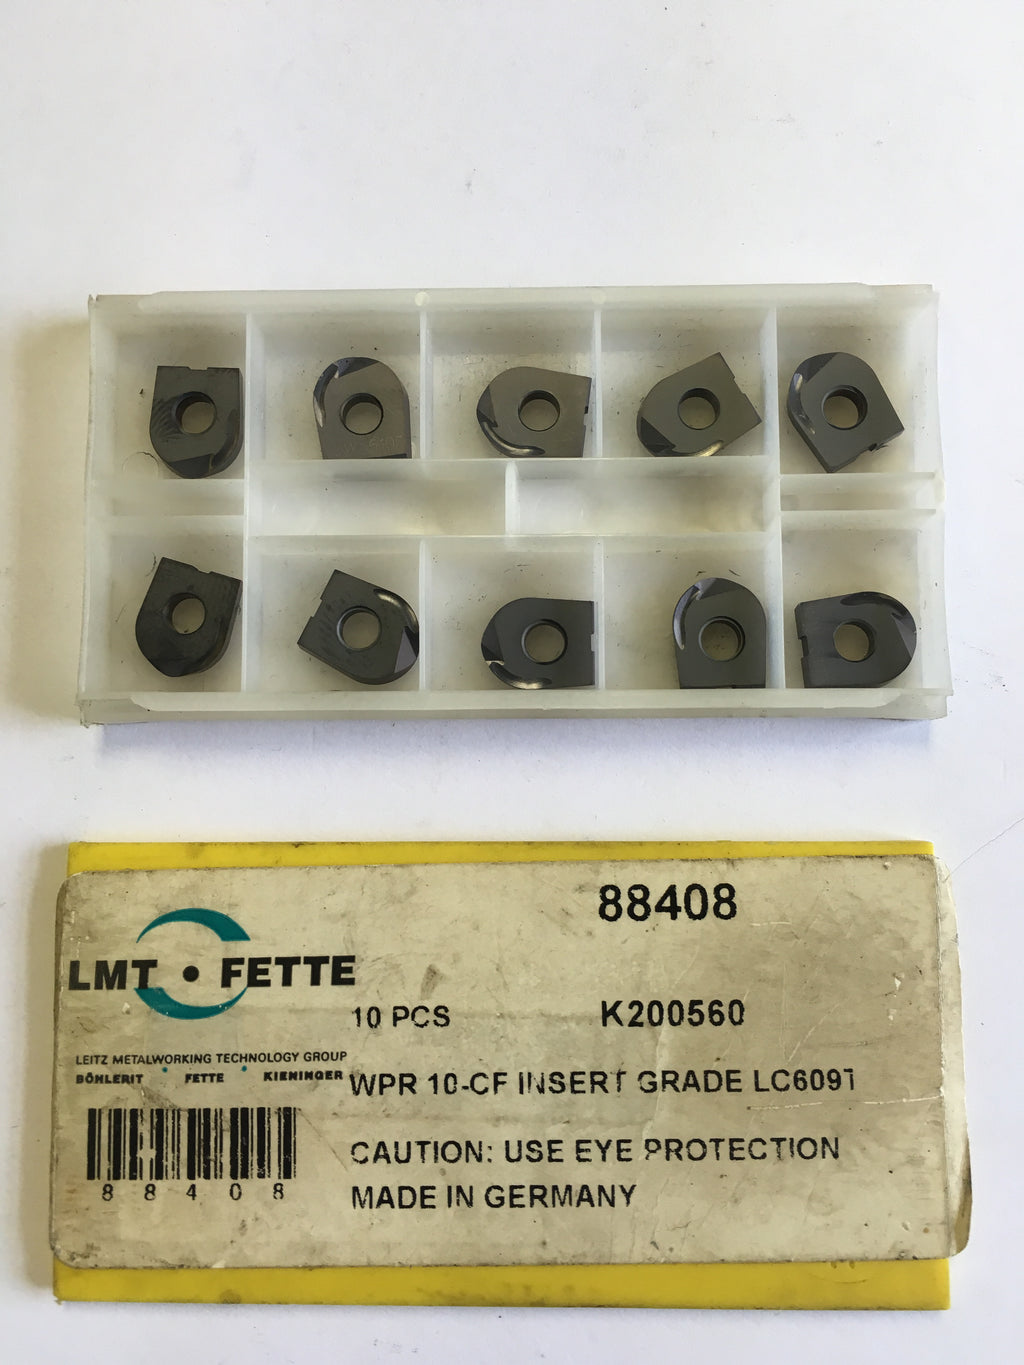 88408
LMT • FETTE
10 PCS K200560
LEITZ METALWORKING TECHNOLOGY GROUP
BÖHLERIT • FETTE • KIENINGER
WPR 10-CF INSERT GRADE LC6091
CAUTION: USE EYE PROTECTION
88408
MADE IN GERMANY